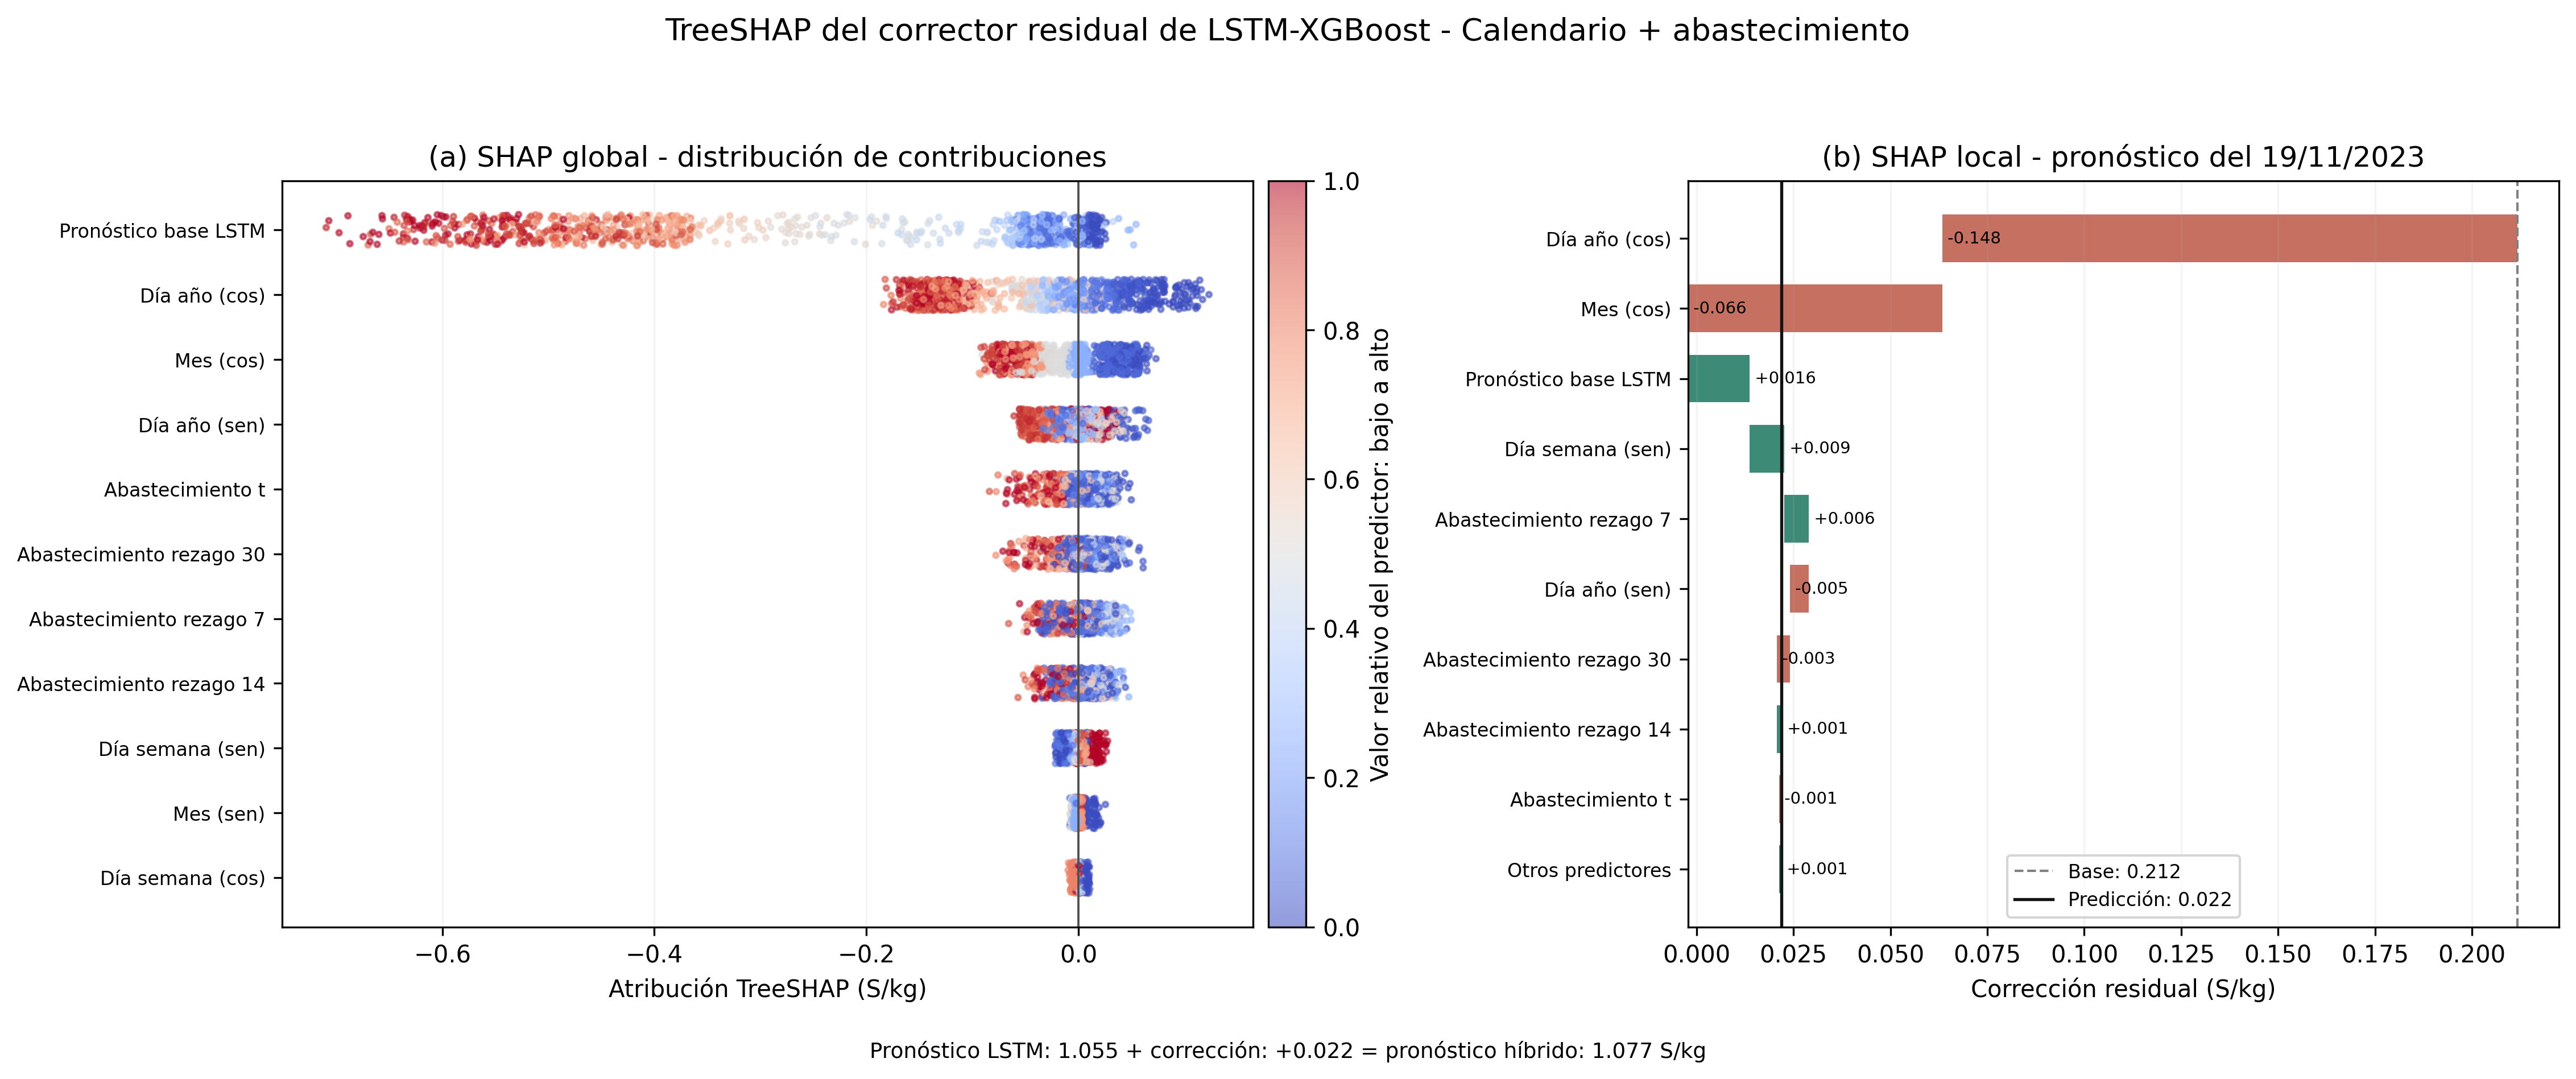 TreeSHAP del corrector residual de LSTM-XGBoost - Calendario + abastecimiento
(a) SHAP global - distribución de contribuciones
Pronóstico base LSTM
Día año (cos)
Mes (cos)
Día año (sen)
Abastecimiento t
Abastecimiento rezago 30
Abastecimiento rezago 7
Abastecimiento rezago 14
Día semana (sen)
Mes (sen)
Día semana (cos)
−0.6 −0.4 −0.2 0.0
Atribución TreeSHAP (S/kg)
1.0
0.8
0.6
0.4
0.2
0.0
Valor relativo del predictor: bajo a alto
(b) SHAP local - pronóstico del 19/11/2023
Día año (cos) -0.148
Mes (cos) -0.066
Pronóstico base LSTM +0.016
Día semana (sen) +0.009
Abastecimiento rezago 7 +0.006
Día año (sen) -0.005
Abastecimiento rezago 30 -0.003
Abastecimiento rezago 14 +0.001
Abastecimiento t -0.001
Otros predictores +0.001
Base: 0.212
Predicción: 0.022
0.000 0.025 0.050 0.075 0.100 0.125 0.150 0.175 0.200
Corrección residual (S/kg)
Pronóstico LSTM: 1.055 + corrección: +0.022 = pronóstico híbrido: 1.077 S/kg